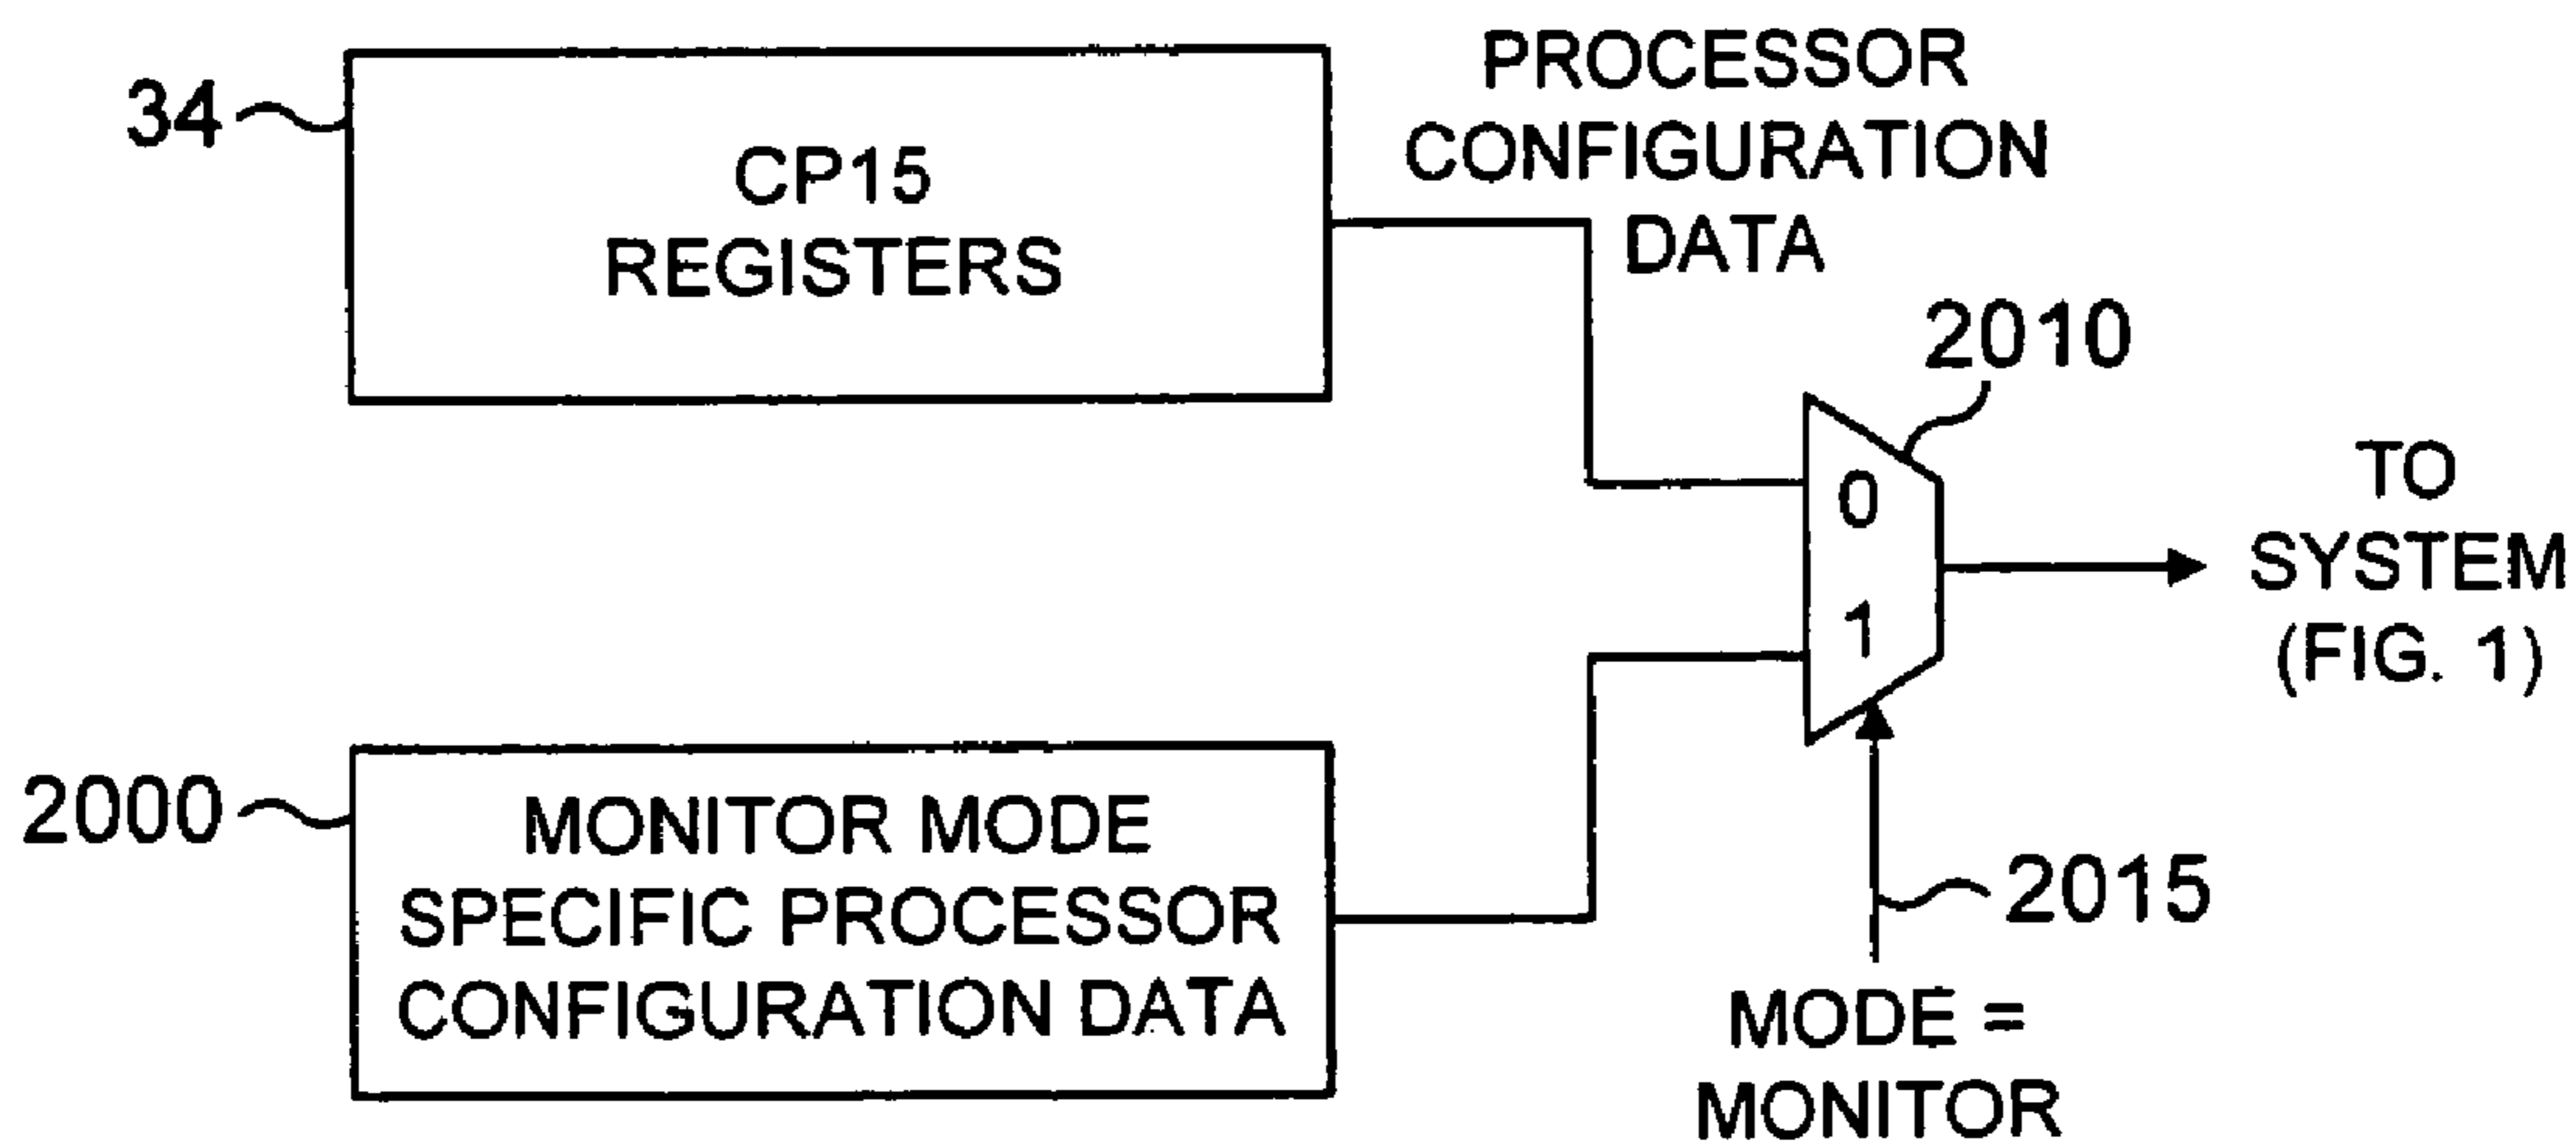 34
CP15
REGISTERS
PROCESSOR
CONFIGURATION
DATA
2010
0
1
TO
SYSTEM
(FIG. 1)
2000
MONITOR MODE
SPECIFIC PROCESSOR
CONFIGURATION DATA
2015
MODE =
MONITOR